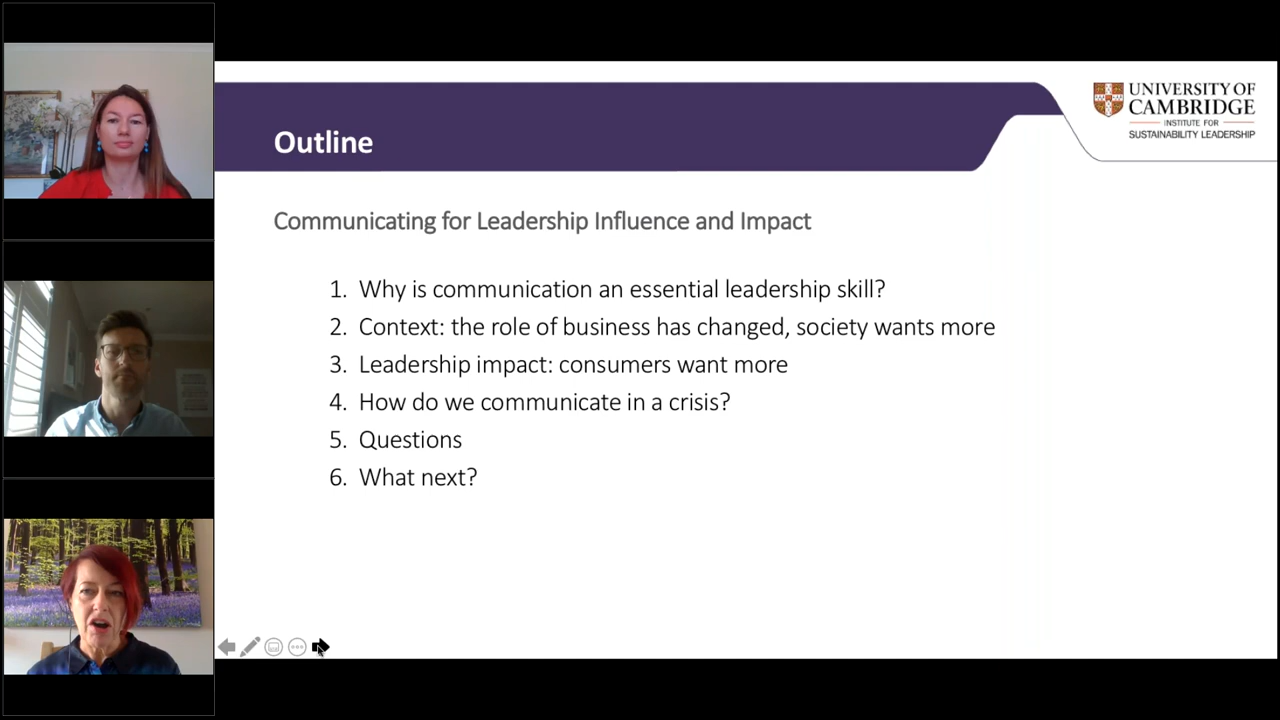 Outline
UNIVERSITY OF
CAMBRIDGE
INSTITUTE FOR
SUSTAINABILITY LEADERSHIP
Communicating for Leadership Influence and Impact
1. Why is communication an essential leadership skill?
2. Context: the role of business has changed, society wants more
3. Leadership impact: consumers want more
4. How do we communicate in a crisis?
5. Questions
6. What next?